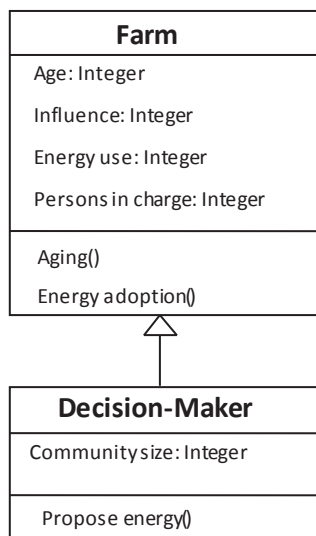 Farm
Age: Integer
Influence: Integer
Energy use: Integer
Persons in charge: Integer
Aging()
Energy adoption()
Decision-Maker
Community size: Integer
Propose energy()